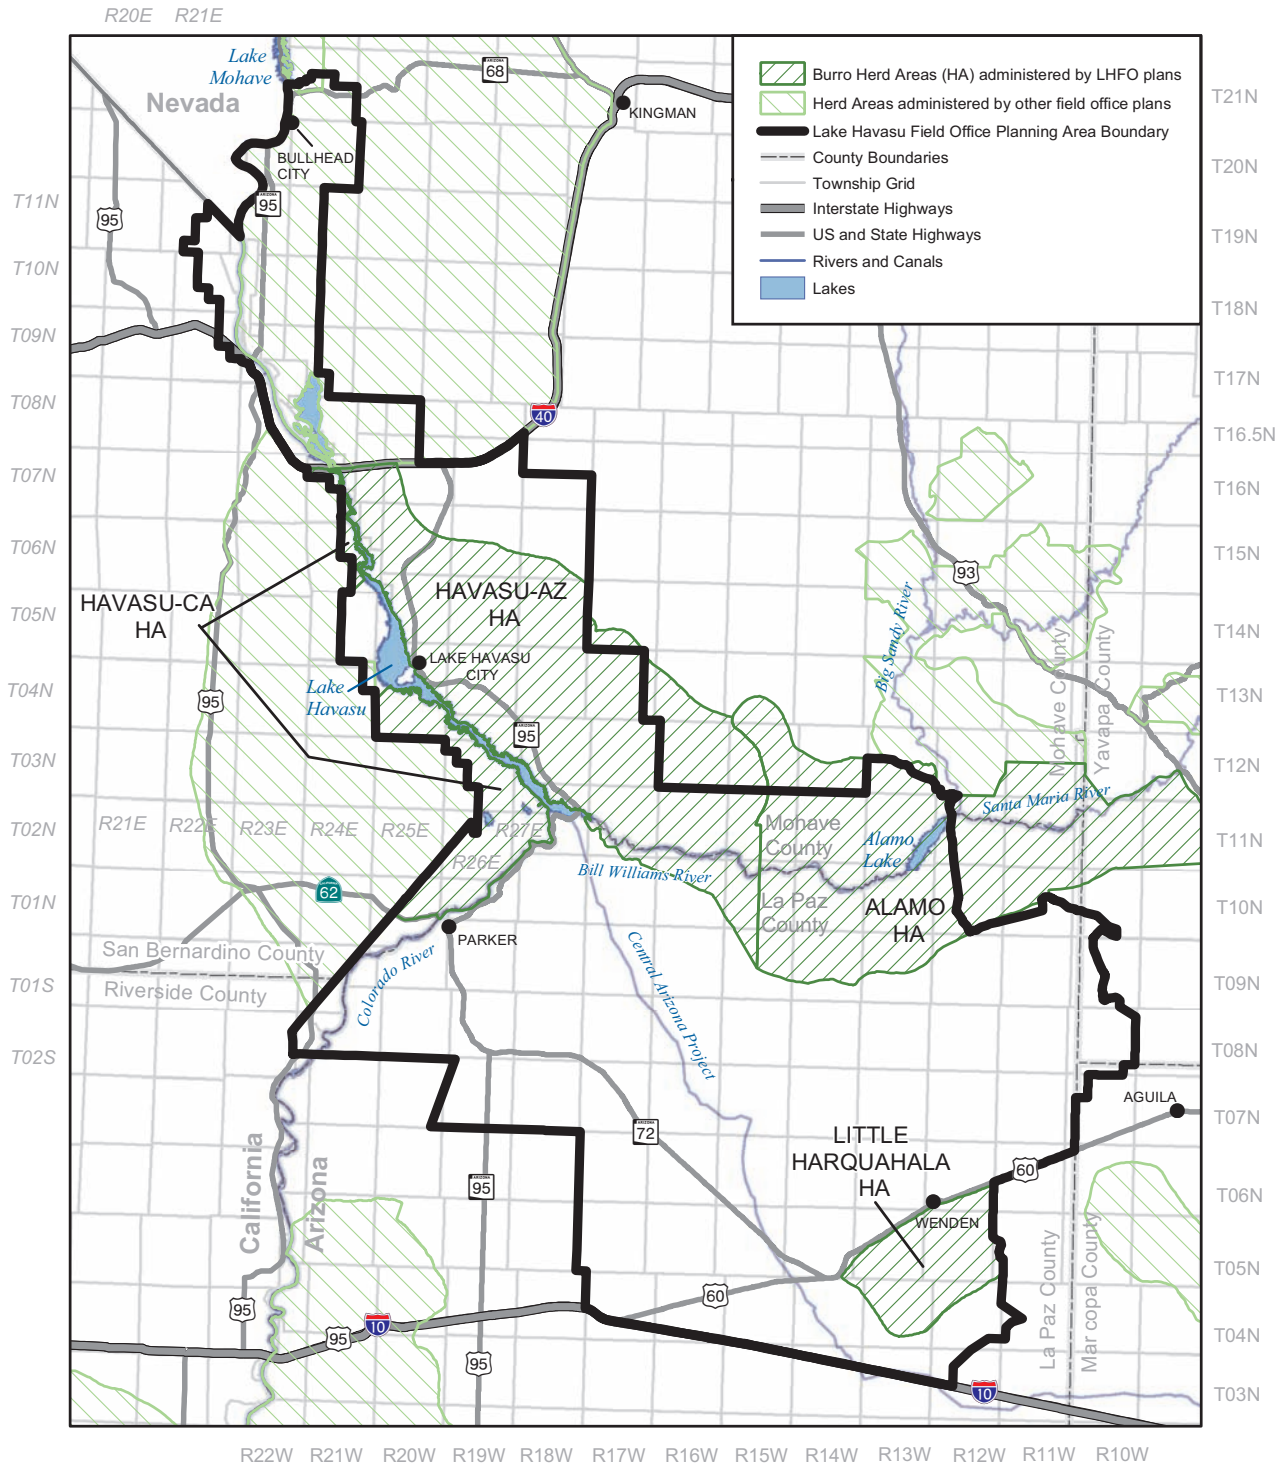 R20E R21E
Lake
Mohave
Nevada
ARIZONA
68
KINGMAN
BULLHEAD
CITY
ARIZONA
95
95
Burro Herd Areas (HA) administered by LHFO plans
Herd Areas administered by other field office plans
Lake Havasu Field Office Planning Area Boundary
County Boundaries
Township Grid
Interstate Highways
US and State Highways
Rivers and Canals
Lakes
T21N
T20N
T19N
T18N
T17N
T16.5N
T16N
T15N
T14N
T13N
T12N
T11N
T10N
T09N
T08N
T07N
T06N
T05N
T04N
T03N
T11N
T10N
T09N
T08N
T07N
T06N
T05N
T04N
T03N
T02N
T01N
T01S
T02S
40
HAVASU-CA
HA
HAVASU-AZ
HA
LAKE HAVASU
CITY
Lake
Havasu
95
ARIZONA
95
93
Big Sandy River
Mohave County
Yavapa County
Santa Maria River
R21E R22E R23E R24E R25E R27E
R26E
Mohave
County
Alamo
Lake
Bill Williams River
La Paz
County
ALAMO
HA
62
PARKER
San Bernardino County
Riverside County
Colorado River
Central Arizona Project
AGUILA
ARIZONA
72
LITTLE
HARQUAHALA
HA
60
WENDEN
California
Arizona
ARIZONA
95
60
La Paz County
Mar copa County
95
95
10
95
10
R22W R21W R20W R19W R18W R17W R16W R15W R14W R13W R12W R11W R10W